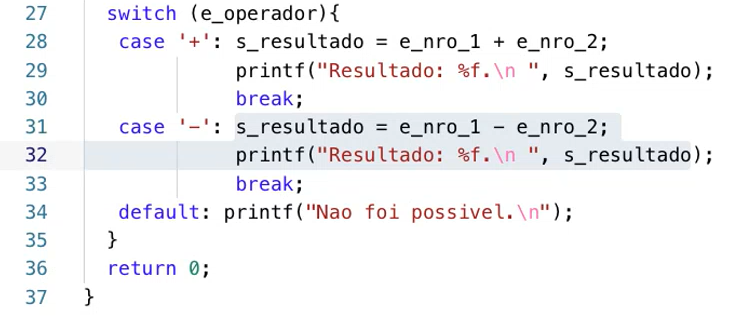 27 switch (e_operador){
28 case '+': s_resultado = e_nro_1 + e_nro_2;
29 printf("Resultado: %f.\n ", s_resultado);
30 break;
31 case '-': s_resultado = e_nro_1 - e_nro_2;
32 printf("Resultado: %f.\n ", s_resultado);
33 break;
34 default: printf("Nao foi possivel.\n");
35 }
36 return 0;
37 }